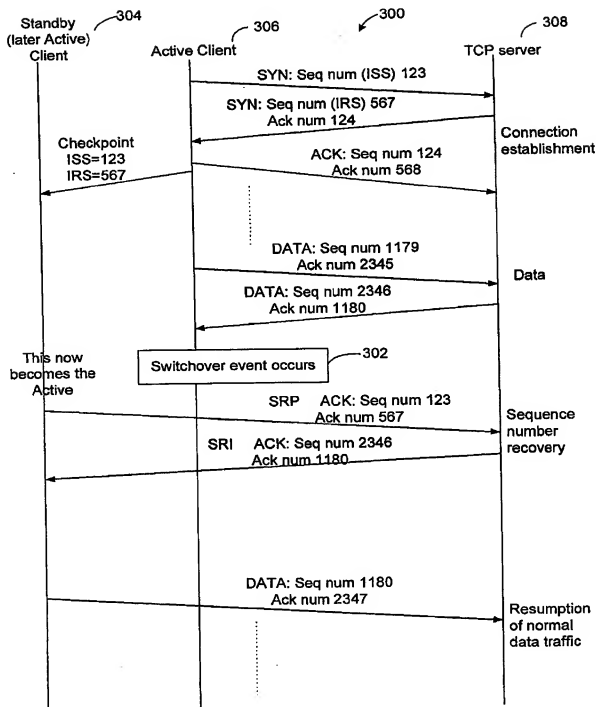 Standby
(later Active)
Client
304
306
Active Client
300
308
TCP server
SYN: Seq num (ISS) 123
SYN: Seq num (IRS) 567
Ack num 124
Connection
establishment
Checkpoint
ISS=123
IRS=567
ACK: Seq num 124
Ack num 568
DATA: Seq num 1179
Ack num 2345
Data
DATA: Seq num 2346
Ack num 1180
This now
becomes the
Active
Switchover event occurs
302
SRP ACK: Seq num 123
Ack num 567
Sequence
number
recovery
SRI ACK: Seq num 2346
Ack num 1180
DATA: Seq num 1180
Ack num 2347
Resumption
of normal
data traffic